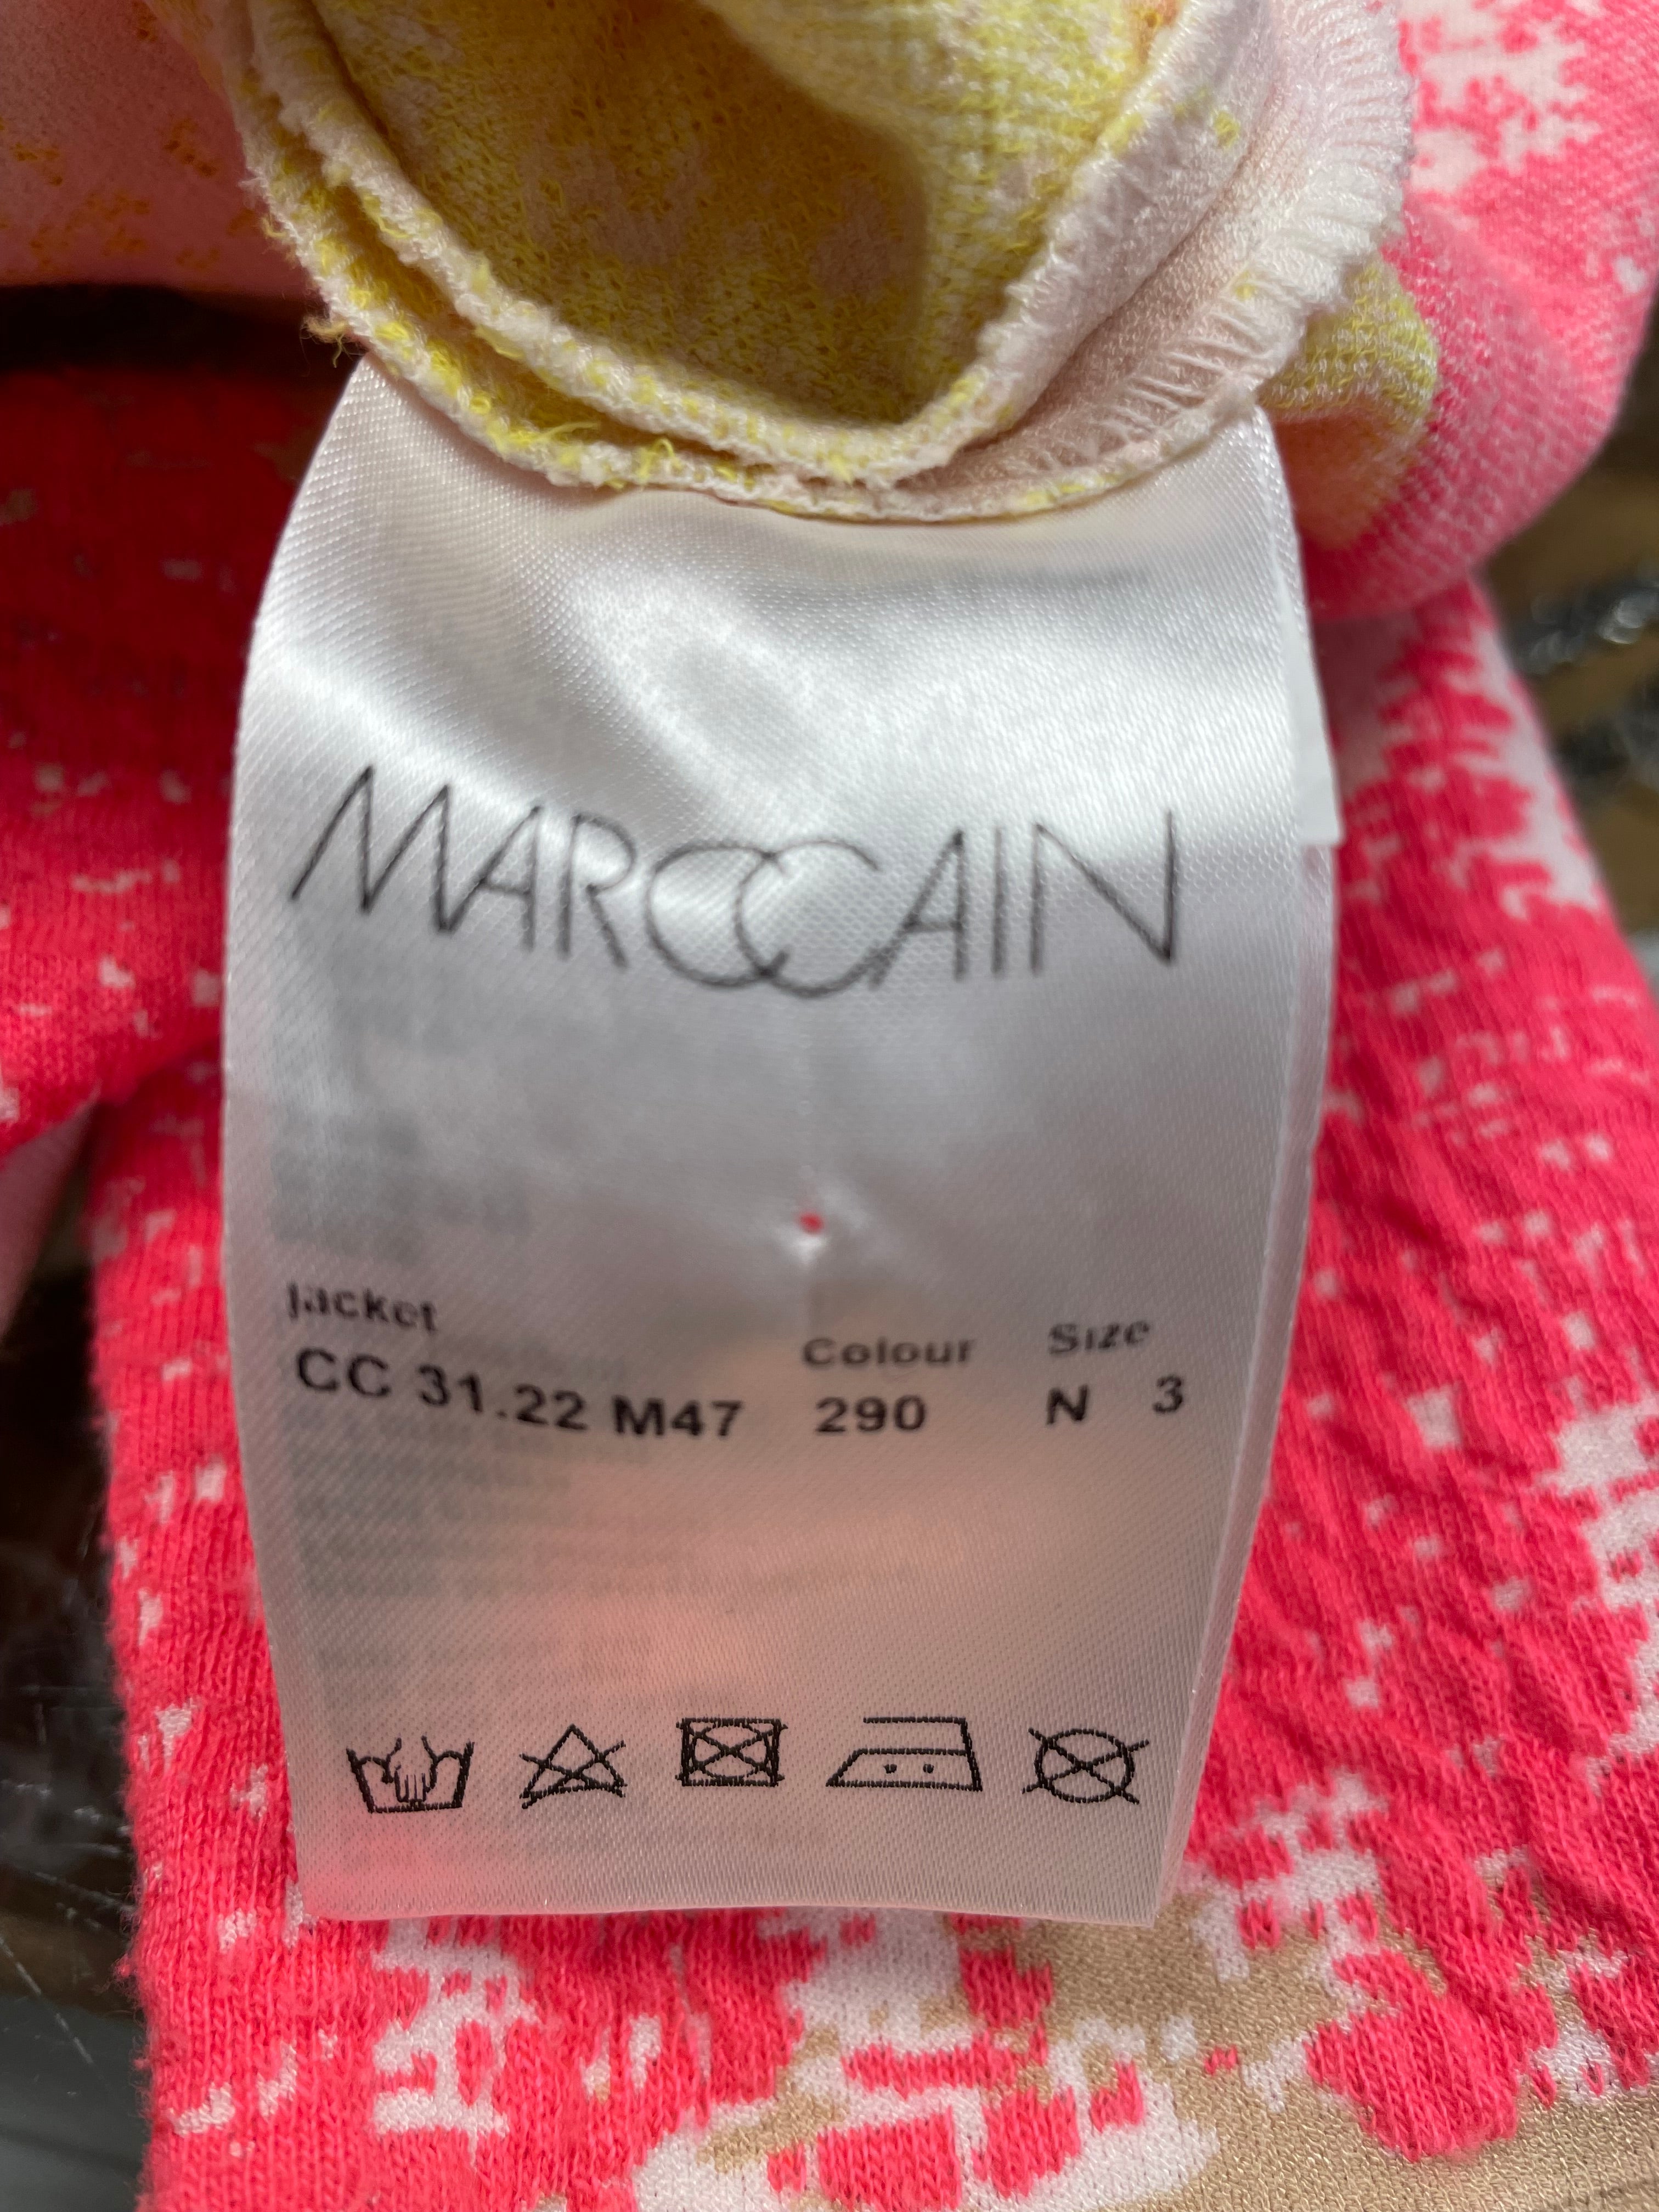 MARCCAIN
jacket
Colour Size
CC 31.22 M47 290 N 3